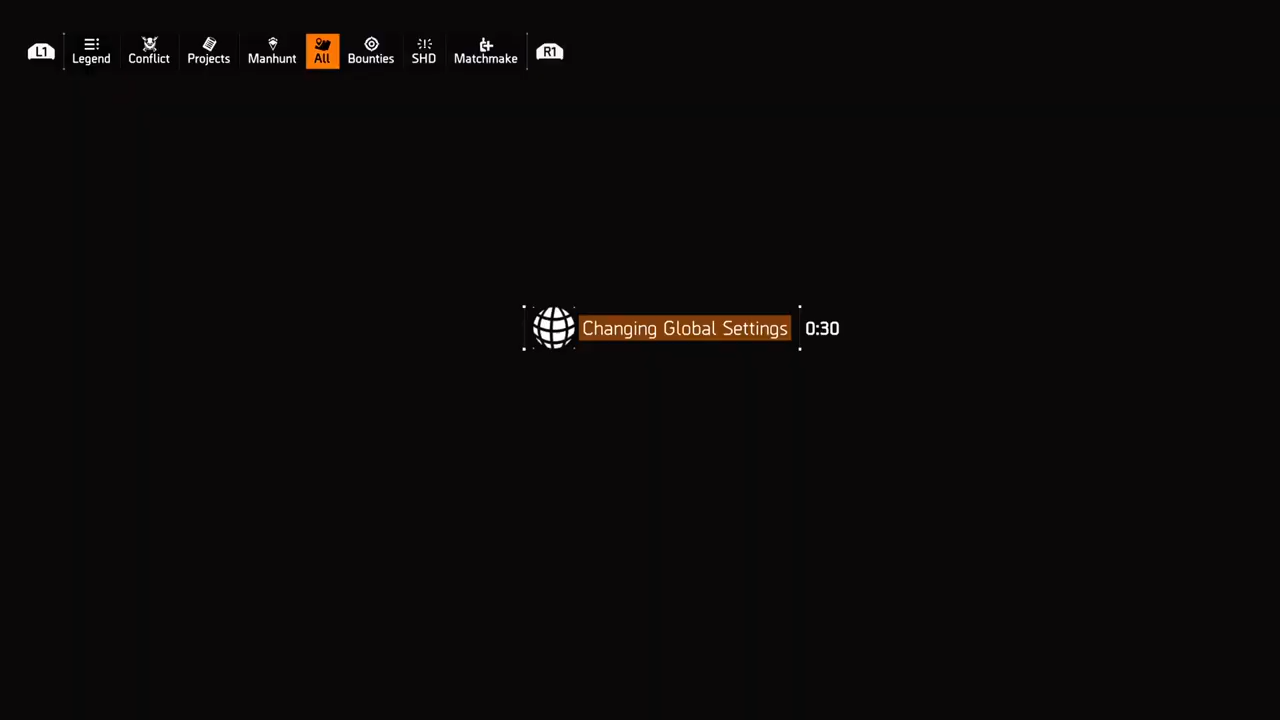 L1 Legend Conflict Projects Manhunt All Bounties SHD Matchmake R1
Changing Global Settings 0:30